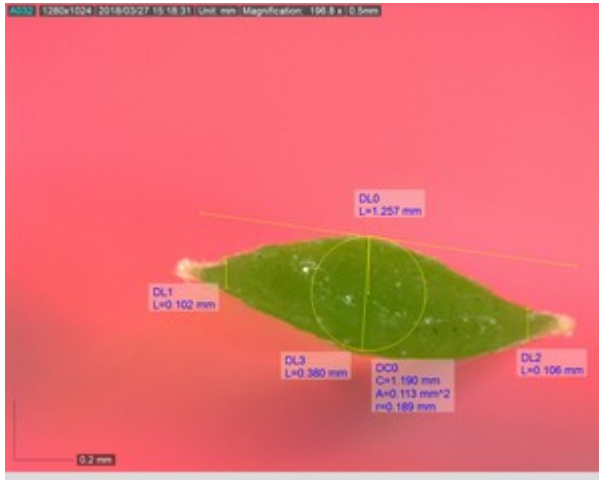 A032 1280x1024 2018/03/27 15:18:31 Unit: mm Magnification: 196.8 x 0.5mm
DL0
L=1.257 mm
DL1
L=0.102 mm
DL3
L=0.380 mm
DC0
C=1.190 mm
A=0.113 mm^2
r=0.189 mm
DL2
L=0.106 mm
0.2 mm